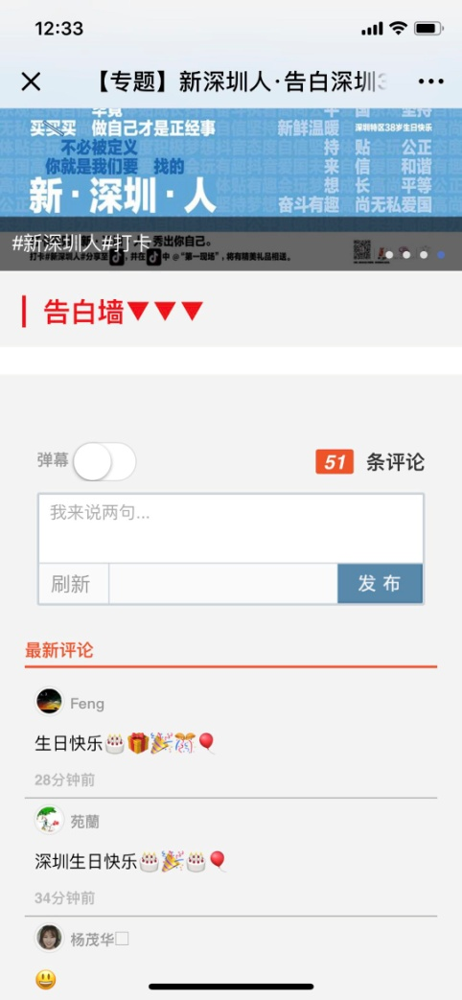 12:33
【专题】新深圳人·告白深圳
买买买 做自己才是正经事
不必被定义
你就是我们要 找的
新·深圳·人
新鲜温暖
深圳特区38岁生日快乐
持 贴 公正
来 信 和谐
想 长 平等
奋斗有趣 尚无私爱国
#新深圳人#打卡
秀出你自己。
告白墙▼▼▼
弹幕
51 条评论
我来说两句...
刷新
发布
最新评论
Feng
生日快乐🎂🎁🎉🎊🎈
28分钟前
苑蘭
深圳生日快乐🎂🎉🎂🎈
34分钟前
杨茂华
😃